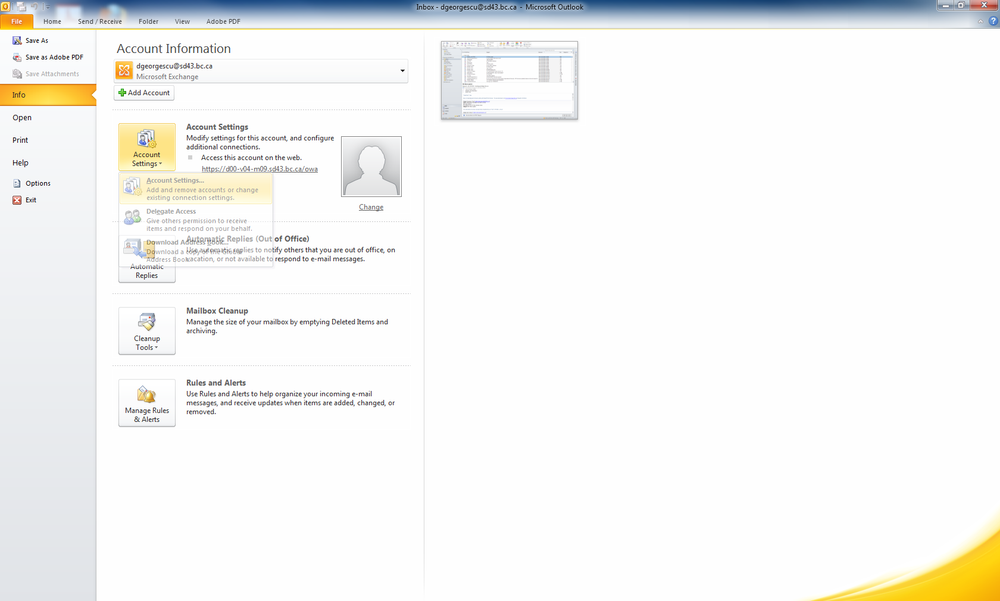 Inbox - dgeorgescu@sd43.bc.ca - Microsoft Outlook
File Home Send / Receive Folder View Adobe PDF
Save As
Save as Adobe PDF
Save Attachments
Info
Open
Print
Help
Options
Exit
Account Information
dgeorgescu@sd43.bc.ca
Microsoft Exchange
Add Account
Account
Settings
Account Settings
Modify settings for this account, and configure
additional connections.
Access this account on the web.
https://d00-v04-m09.sd43.bc.ca/owa
Change
Account Settings...
Add and remove accounts or change
existing connection settings.
Delegate Access
Give others permission to receive
items and respond on your behalf.
Download Address Book...
Download a copy of the Global
Address Book.
Automatic
Replies
Automatic Replies (Out of Office)
Use automatic replies to notify others that you are out of office, on
vacation, or not available to respond to e-mail messages.
Cleanup
Tools
Mailbox Cleanup
Manage the size of your mailbox by emptying Deleted Items and
archiving.
Manage Rules
& Alerts
Rules and Alerts
Use Rules and Alerts to help organize your incoming e-mail
messages, and receive updates when items are added, changed, or
removed.